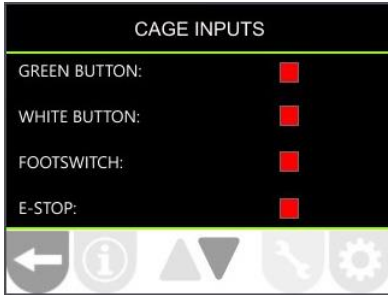 CAGE INPUTS
GREEN BUTTON:
WHITE BUTTON:
FOOTSWITCH:
E-STOP: